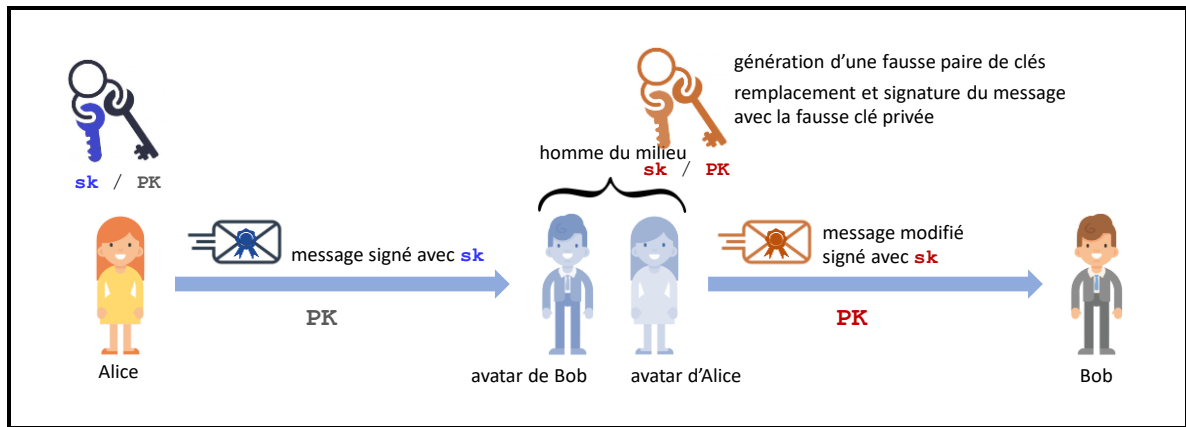 génération d'une fausse paire de clés
remplacement et signature du message
avec la fausse clé privée
homme du milieu
sk / PK
sk / PK
message signé avec sk
message modifié
signé avec sk
PK
PK
Alice
avatar de Bob
avatar d'Alice
Bob